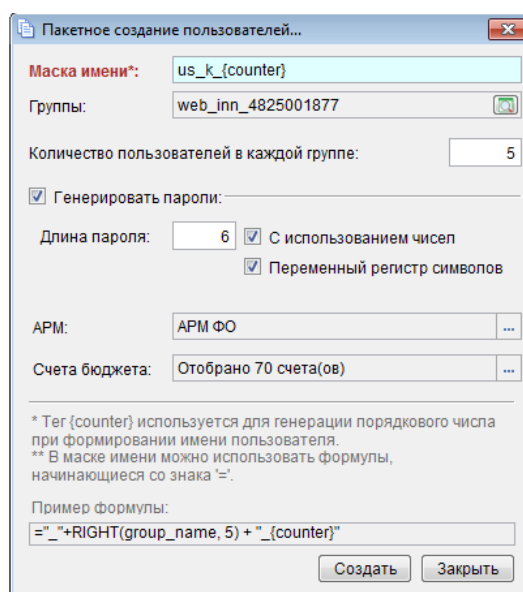 Пакетное создание пользователей...
Маска имени*: us_k_{counter}
Группы: web_inn_4825001877
Количество пользователей в каждой группе: 5
Генерировать пароли:
Длина пароля: 6 С использованием чисел
Переменный регистр символов
АРМ: АРМ ФО ...
Счета бюджета: Отобрано 70 счета(ов) ...
* Тег {counter} используется для генерации порядкового числа
при формировании имени пользователя.
** В маске имени можно использовать формулы,
начинающиеся со знака '='.
Пример формулы:
="_"+RIGHT(group_name, 5) + "_{counter}"
Создать Закрыть